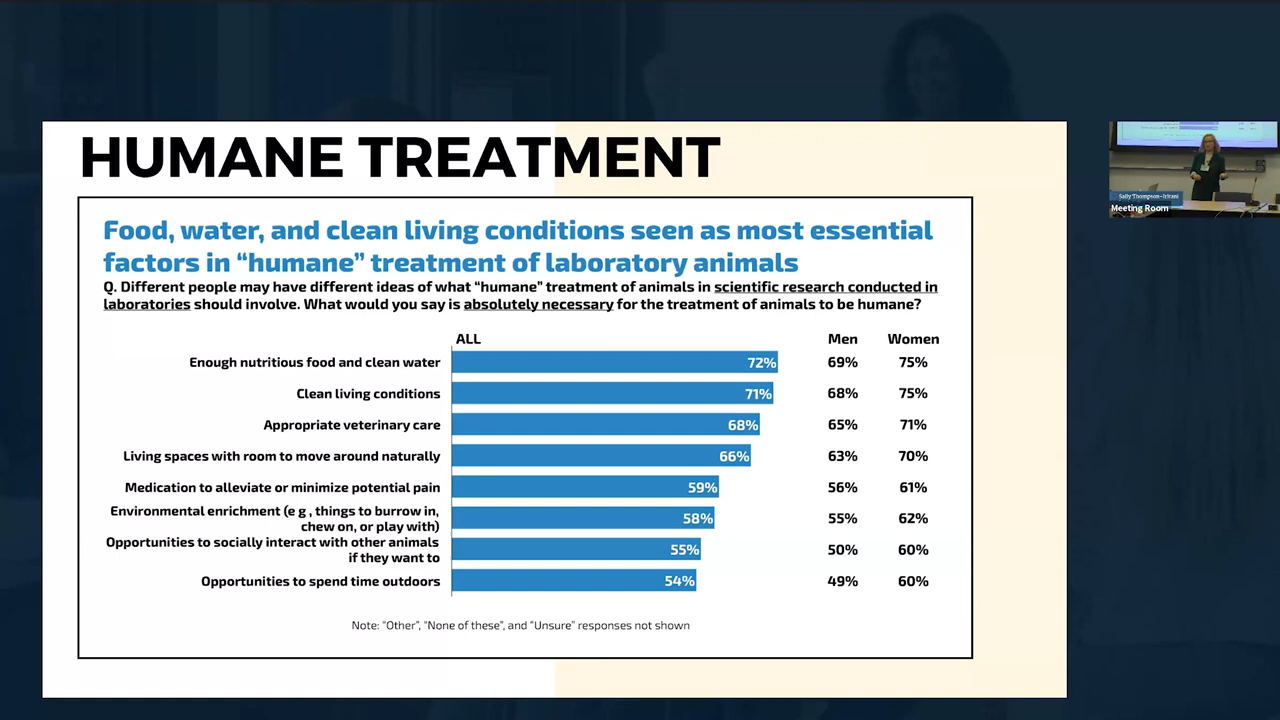 HUMANE TREATMENT
Food, water, and clean living conditions seen as most essential
factors in “humane” treatment of laboratory animals
Q. Different people may have different ideas of what “humane” treatment of animals in scientific research conducted in
laboratories should involve. What would you say is absolutely necessary for the treatment of animals to be humane?
ALL Men Women
Enough nutritious food and clean water 72% 69% 75%
Clean living conditions 71% 68% 75%
Appropriate veterinary care 68% 65% 71%
Living spaces with room to move around naturally 66% 63% 70%
Medication to alleviate or minimize potential pain 59% 56% 61%
Environmental enrichment (e g , things to burrow in,
chew on, or play with) 58% 55% 62%
Opportunities to socially interact with other animals
if they want to 55% 50% 60%
Opportunities to spend time outdoors 54% 49% 60%
Note: “Other”, “None of these”, and “Unsure” responses not shown
Sally Thompson-Iritani
Meeting Room